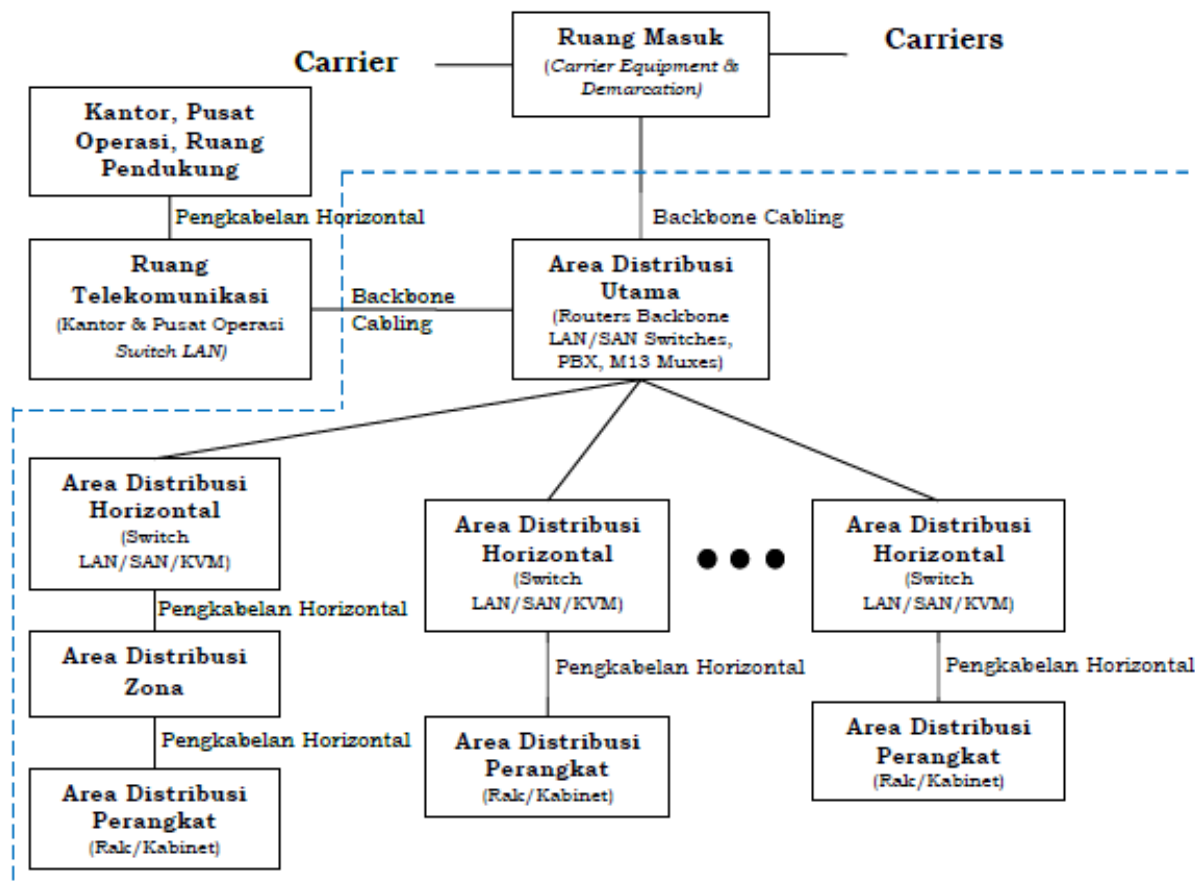 Ruang Masuk
(Carrier Equipment &
Demarcation)
Carrier
Carriers
Kantor, Pusat
Operasi, Ruang
Pendukung
Pengkabelan Horizontal
Backbone Cabling
Ruang
Telekomunikasi
(Kantor & Pusat Operasi
Switch LAN)
Backbone
Cabling
Area Distribusi
Utama
(Routers Backbone
LAN/SAN Switches,
PBX, M13 Muxes)
Area Distribusi
Horizontal
(Switch
LAN/SAN/KVM)
Area Distribusi
Horizontal
(Switch
LAN/SAN/KVM)
Area Distribusi
Horizontal
(Switch
LAN/SAN/KVM)
Pengkabelan Horizontal
Area Distribusi
Zona
Pengkabelan Horizontal
Pengkabelan Horizontal
Pengkabelan Horizontal
Area Distribusi
Perangkat
(Rak/Kabinet)
Area Distribusi
Perangkat
(Rak/Kabinet)
Area Distribusi
Perangkat
(Rak/Kabinet)